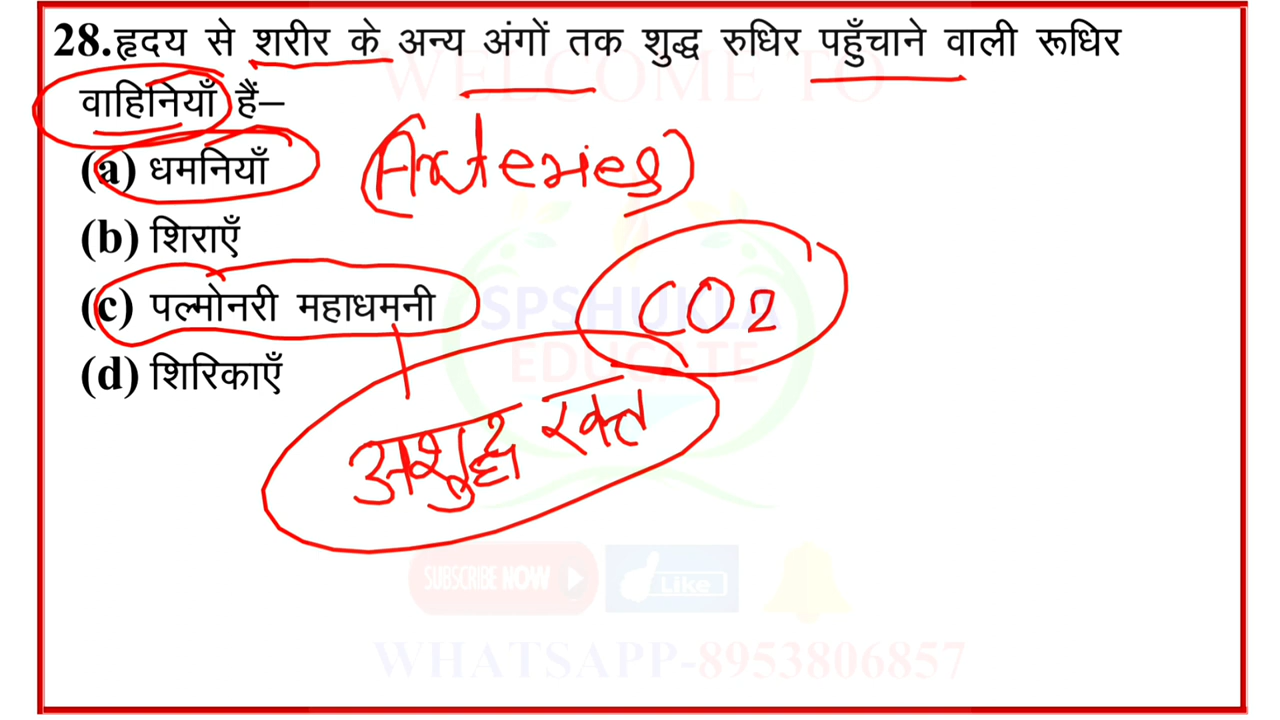 28.हृदय से शरीर के अन्य अंगों तक शुद्ध रुधिर पहुँचाने वाली रूधिर
वाहिनियाँ हैं–
(a) धमनियाँ (Arteries)
(b) शिराएँ
(c) पल्मोनरी महाधमनी CO2
(d) शिरिकाएँ
अशुद्ध रक्त
WELCOME TO
SPSHUKLA
EDUCATE
SUBSCRIBE NOW
Like
WHATSAPP-8953806857